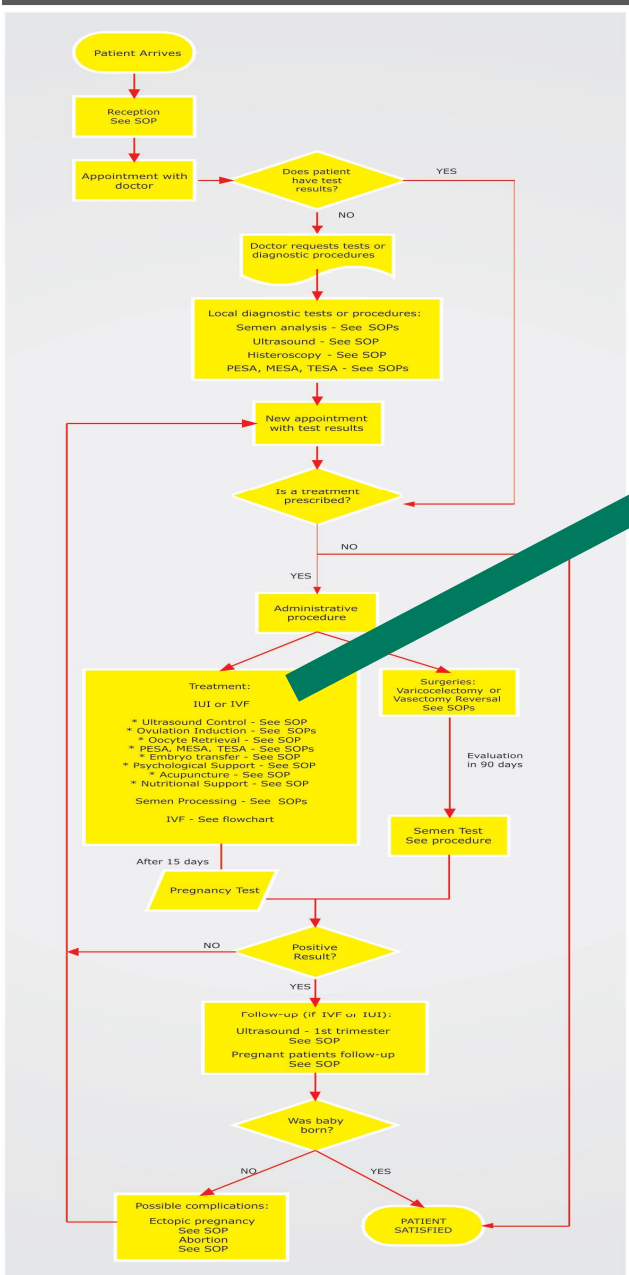 Patient Arrives
Reception
See SOP
Appointment with
doctor
Does patient
have test
results?
YES
NO
Doctor requests tests or
diagnostic procedures
Local diagnostic tests or procedures:
Semen analysis - See SOPs
Ultrasound - See SOP
Histeroscopy - See SOP
PESA, MESA, TESA - See SOPs
New appointment
with test results
Is a treatment
prescribed?
NO
YES
Administrative
procedure
Treatment:
IUI or IVF
* Ultrasound Control - See SOP
* Ovulation Induction - See SOPs
* Oocyte Retrieval - See SOP
* PESA, MESA, TESA - See SOPs
* Embryo transfer - See SOP
* Psychological Support - See SOP
* Acupuncture - See SOP
* Nutritional Support - See SOP
Semen Processing - See SOPs
IVF - See flowchart
Surgeries:
Varicocelectomy or
Vasectomy Reversal
See SOPs
Evaluation
in 90 days
Semen Test
See procedure
After 15 days
Pregnancy Test
Positive
Result?
NO
YES
Follow-up (if IVF or IUI):
Ultrasound - 1st trimester
See SOP
Pregnant patients follow-up
See SOP
Was baby
born?
NO
YES
Possible complications:
Ectopic pregnancy
See SOP
Abortion
See SOP
PATIENT
SATISFIED